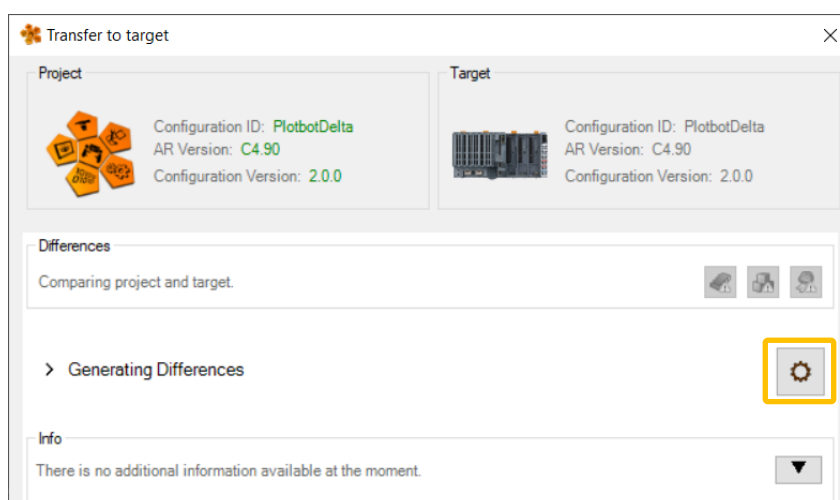 Transfer to target
Project
Configuration ID: PlotbotDelta
AR Version: C4.90
Configuration Version: 2.0.0
Target
Configuration ID: PlotbotDelta
AR Version: C4.90
Configuration Version: 2.0.0
Differences
Comparing project and target.
Generating Differences
Info
There is no additional information available at the moment.